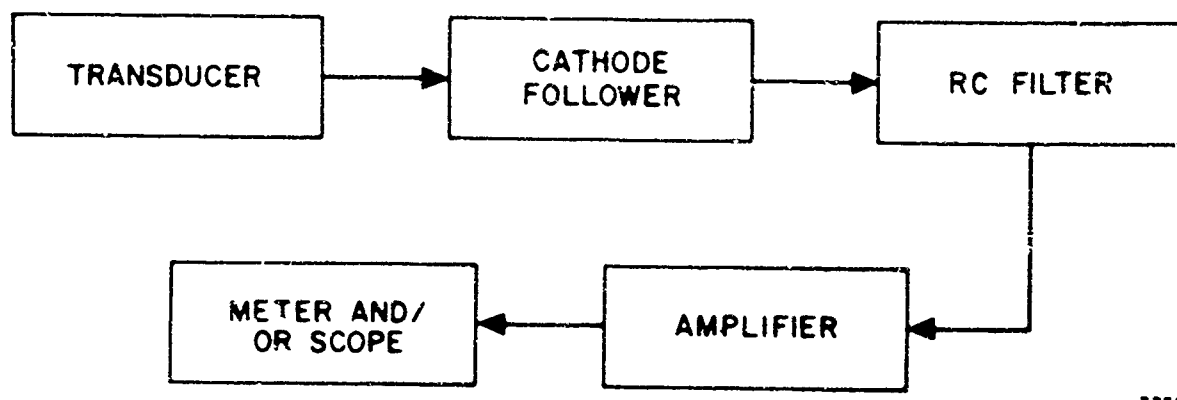 TRANSDUCER
CATHODE
FOLLOWER
RC FILTER
METER AND/
OR SCOPE
AMPLIFIER